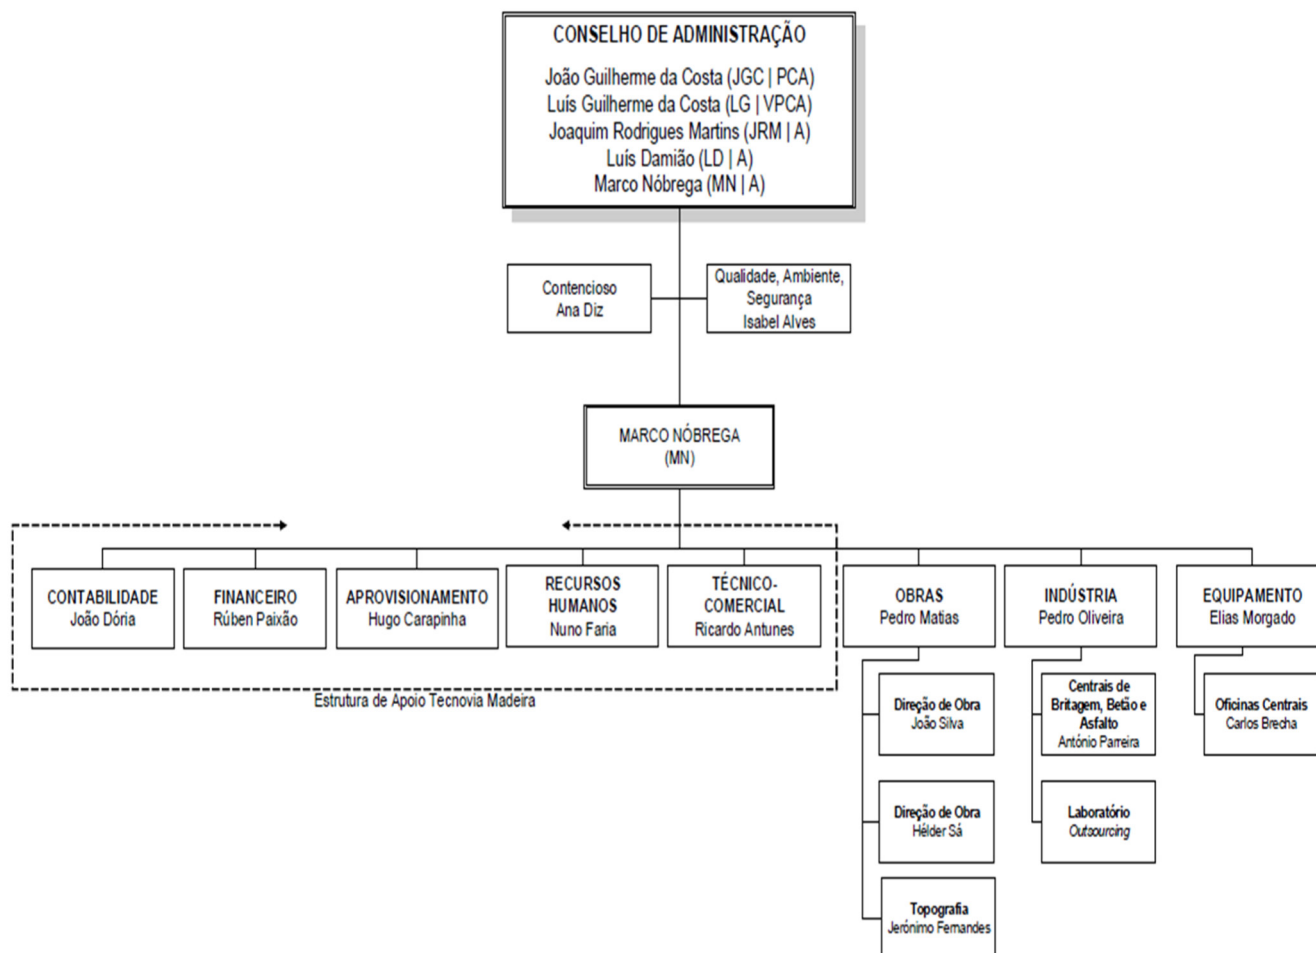 CONSELHO DE ADMINISTRAÇÃO
João Guilherme da Costa (JGC | PCA)
Luís Guilherme da Costa (LG | VPCA)
Joaquim Rodrigues Martins (JRM | A)
Luís Damião (LD | A)
Marco Nóbrega (MN | A)
Contencioso
Ana Diz
Qualidade, Ambiente,
Segurança
Isabel Alves
MARCO NÓBREGA
(MN)
CONTABILIDADE
João Dória
FINANCEIRO
Rúben Paixão
APROVISIONAMENTO
Hugo Carapinha
RECURSOS
HUMANOS
Nuno Faria
TÉCNICO-
COMERCIAL
Ricardo Antunes
OBRAS
Pedro Matias
INDÚSTRIA
Pedro Oliveira
EQUIPAMENTO
Elias Morgado
Estrutura de Apoio Tecnovia Madeira
Direção de Obra
João Silva
Centrais de
Britagem, Betão e
Asfalto
António Parreira
Oficinas Centrais
Carlos Brecha
Direção de Obra
Hélder Sá
Laboratório
Outsourcing
Topografia
Jerónimo Fernandes